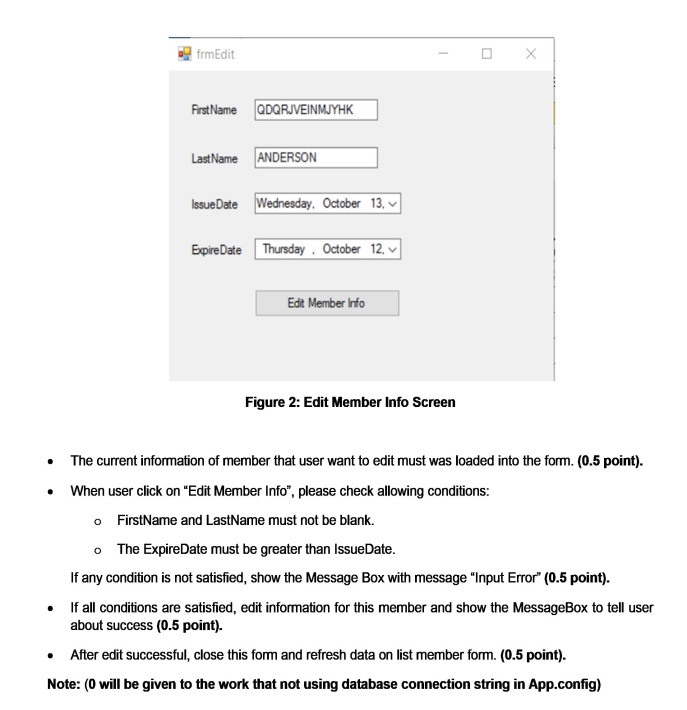 frmEdit
FirstName QDQRJVEINMJYHK
LastName ANDERSON
IssueDate Wednesday, October 13,
ExpireDate Thursday , October 12,
Edit Member Info
Figure 2: Edit Member Info Screen
• The current information of member that user want to edit must was loaded into the form. (0.5 point).
• When user click on “Edit Member Info”, please check allowing conditions:
o FirstName and LastName must not be blank.
o The ExpireDate must be greater than IssueDate.
If any condition is not satisfied, show the Message Box with message “Input Error” (0.5 point).
• If all conditions are satisfied, edit information for this member and show the MessageBox to tell user
about success (0.5 point).
• After edit successful, close this form and refresh data on list member form. (0.5 point).
Note: (0 will be given to the work that not using database connection string in App.config)